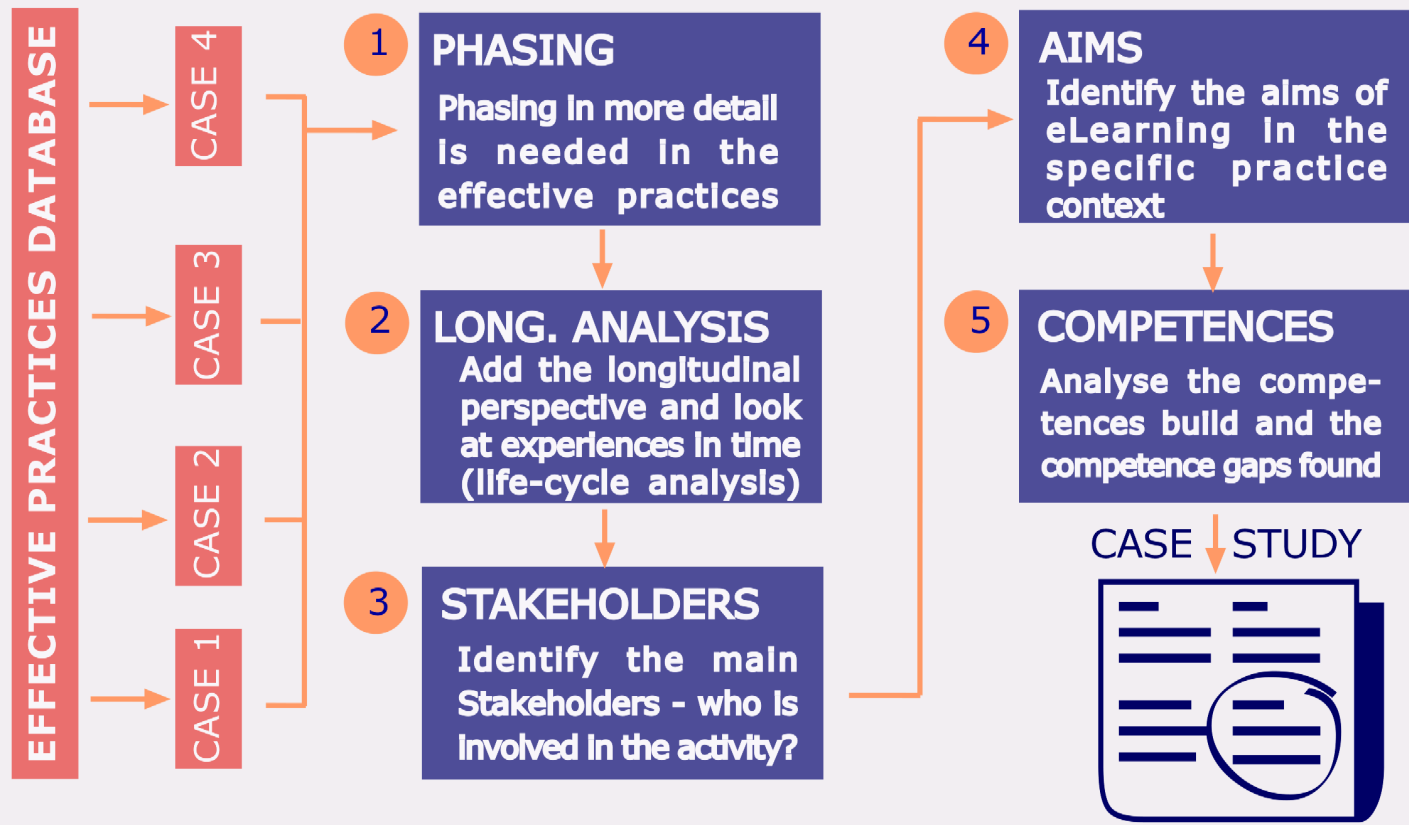 EFFECTIVE PRACTICES DATABASE
CASE 4
CASE 3
CASE 2
CASE 1
1
PHASING
Phasing in more detail
is needed in the
effective practices
2
LONG. ANALYSIS
Add the longitudinal
perspective and look
at experiences in time
(life-cycle analysis)
3
STAKEHOLDERS
Identify the main
Stakeholders - who is
involved in the activity?
4
AIMS
Identify the aims of
eLearning in the
specific practice
context
5
COMPETENCES
Analyse the compe-
tences build and the
competence gaps found
CASE STUDY